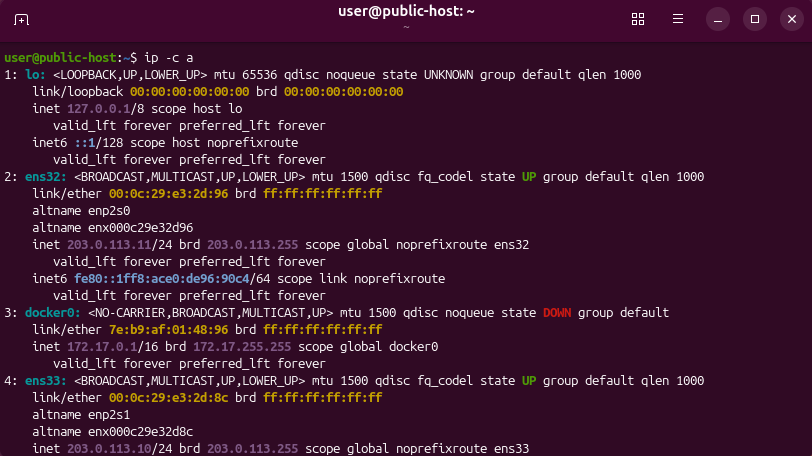 user@public-host: ~
~
user@public-host:~$ ip -c a
1: lo: <LOOPBACK,UP,LOWER_UP> mtu 65536 qdisc noqueue state UNKNOWN group default qlen 1000
    link/loopback 00:00:00:00:00:00 brd 00:00:00:00:00:00
    inet 127.0.0.1/8 scope host lo
       valid_lft forever preferred_lft forever
    inet6 ::1/128 scope host noprefixroute
       valid_lft forever preferred_lft forever
2: ens32: <BROADCAST,MULTICAST,UP,LOWER_UP> mtu 1500 qdisc fq_codel state UP group default qlen 1000
    link/ether 00:0c:29:e3:2d:96 brd ff:ff:ff:ff:ff:ff
    altname enp2s0
    altname enx000c29e32d96
    inet 203.0.113.11/24 brd 203.0.113.255 scope global noprefixroute ens32
       valid_lft forever preferred_lft forever
    inet6 fe80::1ff8:ace0:de96:90c4/64 scope link noprefixroute
       valid_lft forever preferred_lft forever
3: docker0: <NO-CARRIER,BROADCAST,MULTICAST,UP> mtu 1500 qdisc noqueue state DOWN group default
    link/ether 7e:b9:af:01:48:96 brd ff:ff:ff:ff:ff:ff
    inet 172.17.0.1/16 brd 172.17.255.255 scope global docker0
       valid_lft forever preferred_lft forever
4: ens33: <BROADCAST,MULTICAST,UP,LOWER_UP> mtu 1500 qdisc fq_codel state UP group default qlen 1000
    link/ether 00:0c:29:e3:2d:8c brd ff:ff:ff:ff:ff:ff
    altname enp2s1
    altname enx000c29e32d8c
    inet 203.0.113.10/24 brd 203.0.113.255 scope global noprefixroute ens33